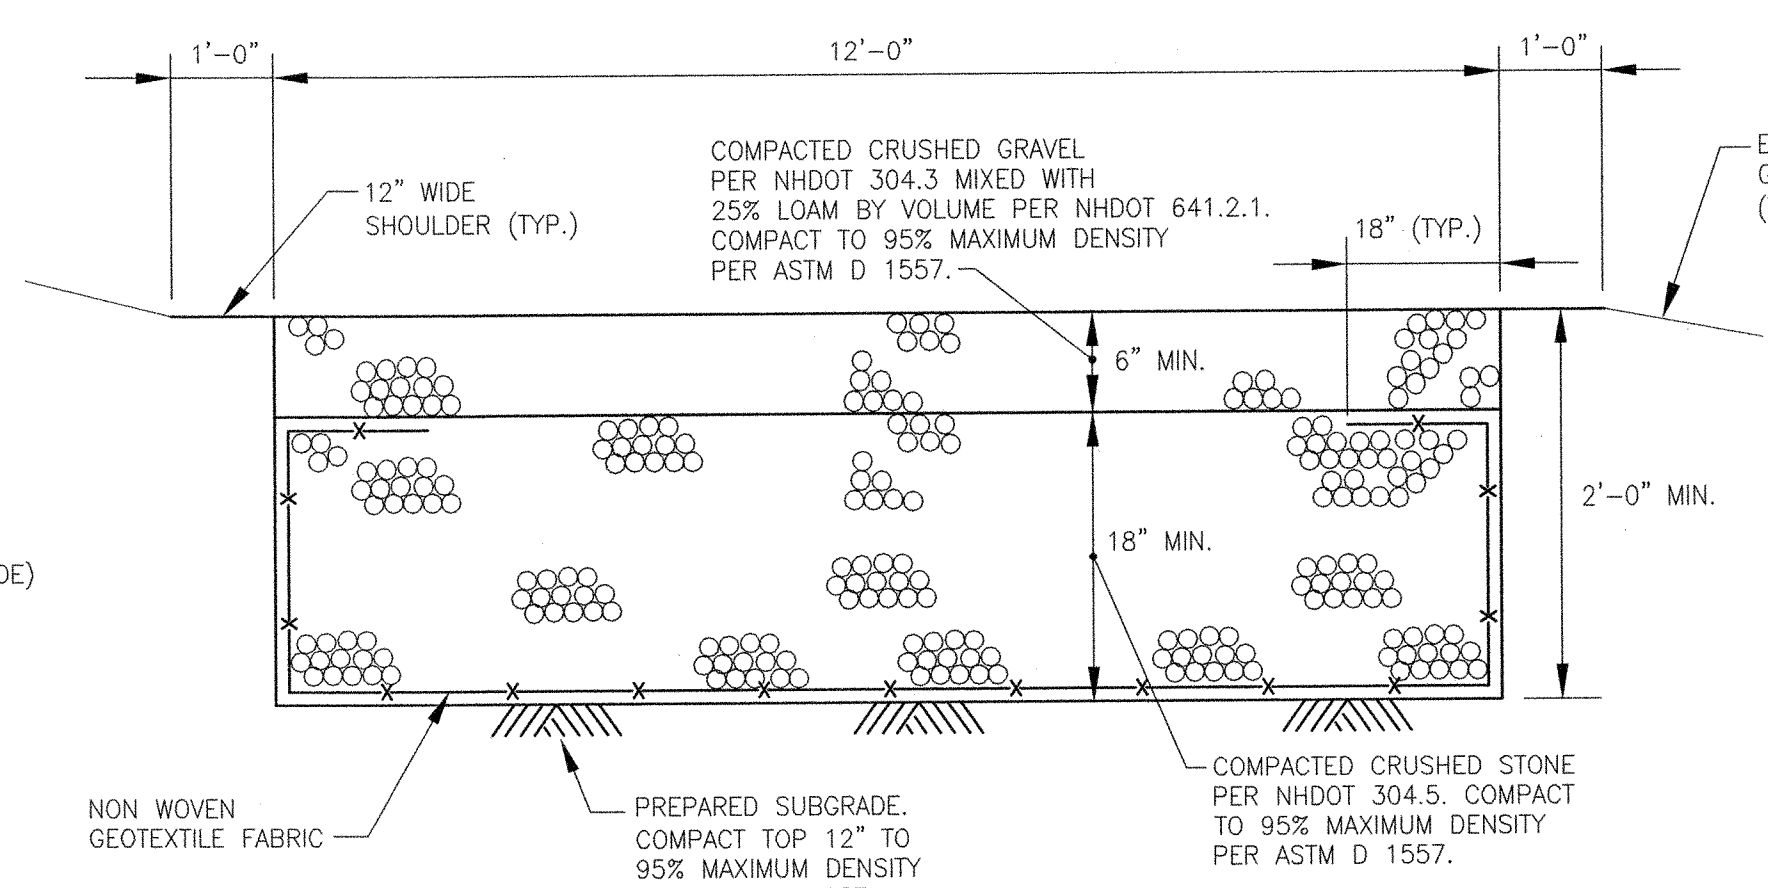 1'-0"
12'-0"
1'-0"
COMPACTED CRUSHED GRAVEL
PER NHDOT 304.3 MIXED WITH
25% LOAM BY VOLUME PER NHDOT 641.2.1.
COMPACT TO 95% MAXIMUM DENSITY
PER ASTM D 1557.
12" WIDE
SHOULDER (TYP.)
18" (TYP.)
E
G
(
6" MIN.
2'-0" MIN.
18" MIN.
DE)
NON WOVEN
GEOTEXTILE FABRIC
PREPARED SUBGRADE.
COMPACT TOP 12" TO
95% MAXIMUM DENSITY
COMPACTED CRUSHED STONE
PER NHDOT 304.5. COMPACT
TO 95% MAXIMUM DENSITY
PER ASTM D 1557.